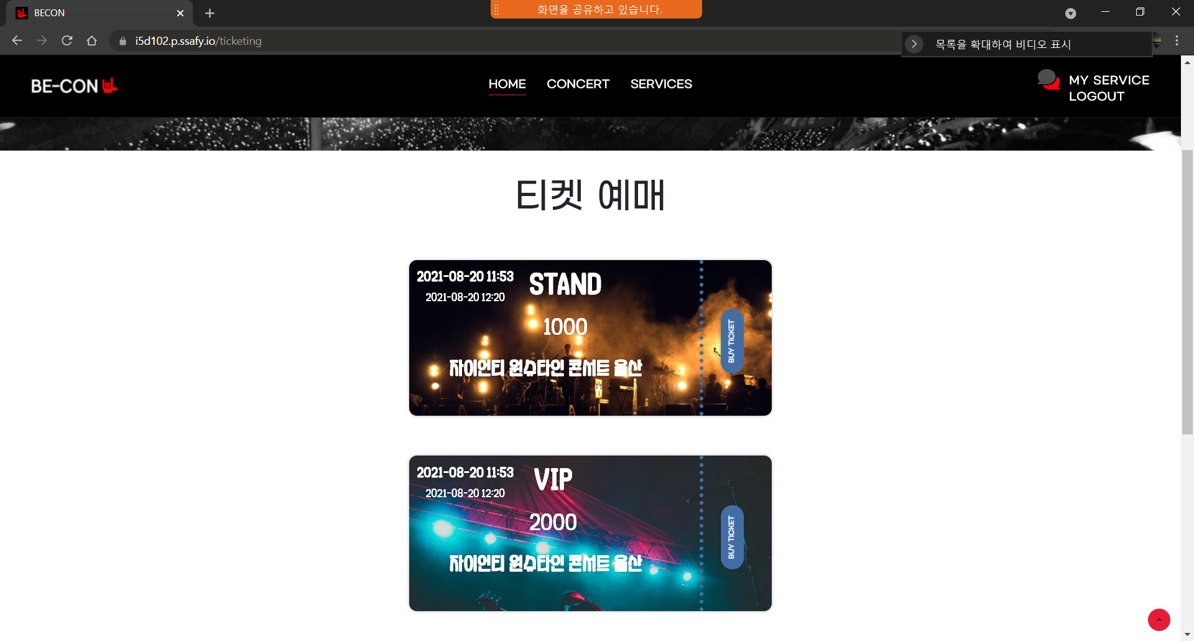 BECON
화면을 공유하고 있습니다.
i5d102.p.ssafy.io/ticketing
목록을 확대하여 비디오 표시
BE-CON
HOME
CONCERT
SERVICES
MY SERVICE
LOGOUT
티켓 예매
2021-08-20 11:53
2021-08-20 12:20
STAND
1000
자이언티 원슈타인 콘서트 울산
BUY TICKET
2021-08-20 11:53
2021-08-20 12:20
VIP
2000
자이언티 원슈타인 콘서트 울산
BUY TICKET